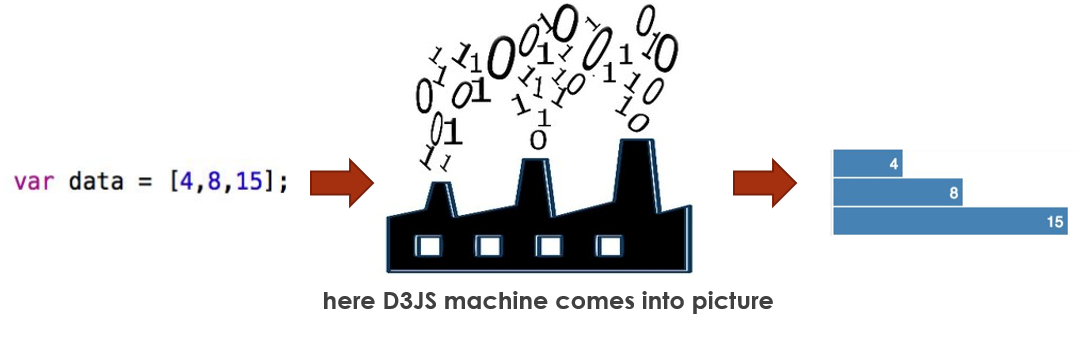 var data = [4,8,15];
4
8
15
here D3JS machine comes into picture